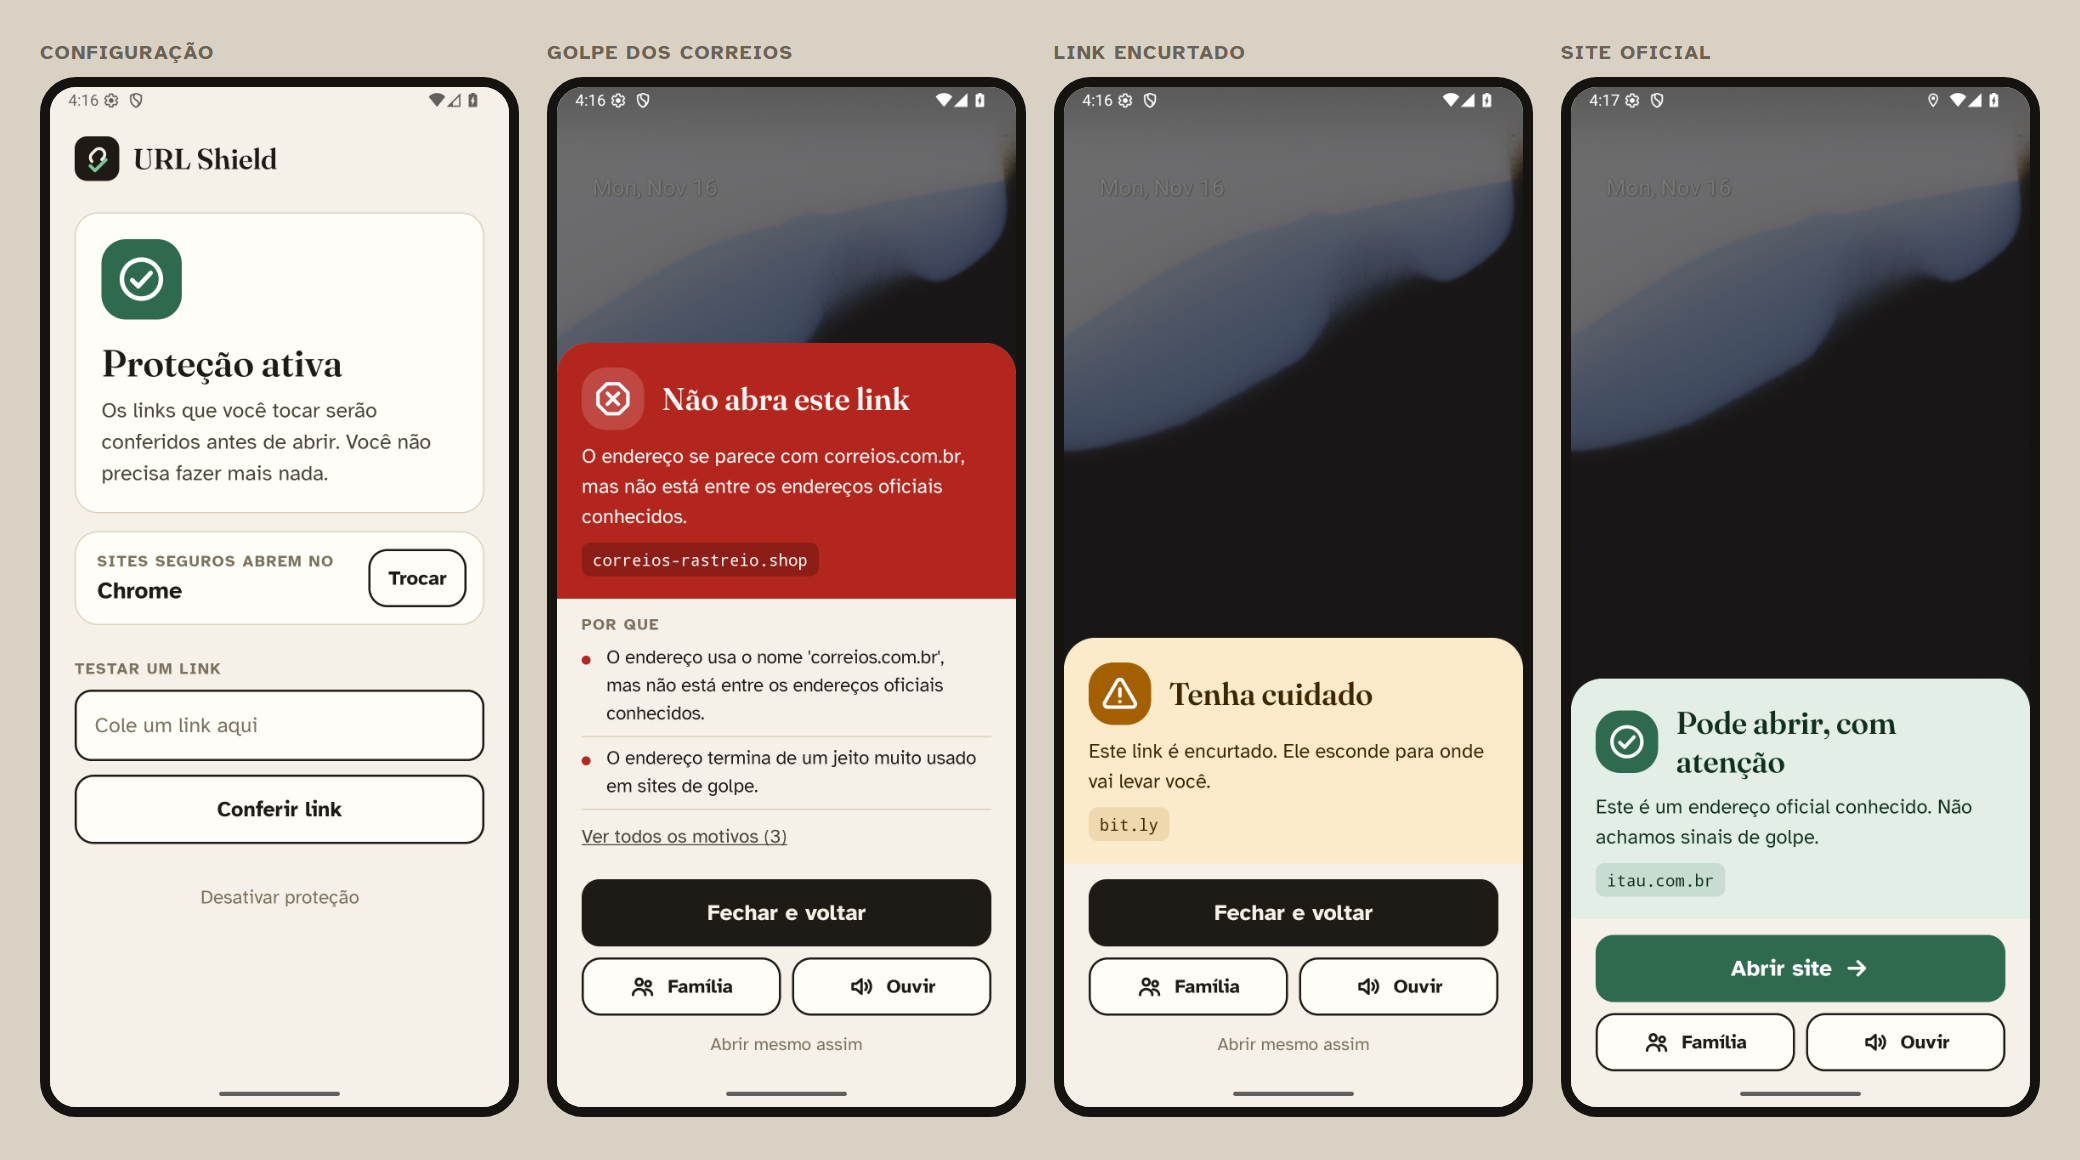 CONFIGURAÇÃO
4:16
URL Shield
Proteção ativa
Os links que você tocar serão
conferidos antes de abrir. Você não
precisa fazer mais nada.
SITES SEGUROS ABREM NO
Chrome
Trocar
TESTAR UM LINK
Cole um link aqui
Conferir link
Desativar proteção
GOLPE DOS CORREIOS
4:16
Mon, Nov 16
Não abra este link
O endereço se parece com correios.com.br,
mas não está entre os endereços oficiais
conhecidos.
correios-rastreio.shop
POR QUE
O endereço usa o nome 'correios.com.br',
mas não está entre os endereços oficiais
conhecidos.
O endereço termina de um jeito muito usado
em sites de golpe.
Ver todos os motivos (3)
Fechar e voltar
Família
Ouvir
Abrir mesmo assim
LINK ENCURTADO
4:16
Mon, Nov 16
Tenha cuidado
Este link é encurtado. Ele esconde para onde
vai levar você.
bit.ly
Fechar e voltar
Família
Ouvir
Abrir mesmo assim
SITE OFICIAL
4:17
Mon, Nov 16
Pode abrir, com
atenção
Este é um endereço oficial conhecido. Não
achamos sinais de golpe.
itau.com.br
Abrir site →
Família
Ouvir